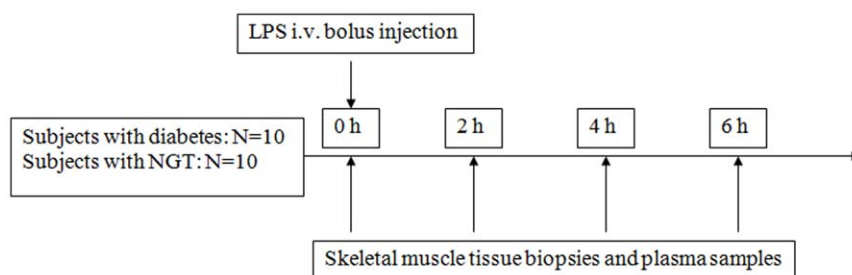 LPS i.v. bolus injection
0 h
2 h
4 h
6 h
Subjects with diabetes: N=10
Subjects with NGT: N=10
Skeletal muscle tissue biopsies and plasma samples